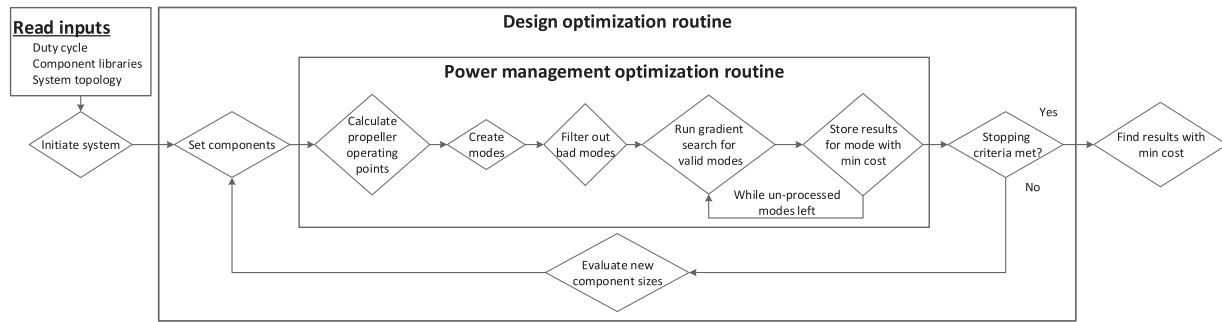 Read inputs
Duty cycle
Component libraries
System topology
Design optimization routine
Power management optimization routine
Initiate system
Set components
Calculate
propeller
operating
points
Create
modes
Filter out
bad modes
Run gradient
search for
valid modes
Store results
for mode with
min cost
While un-processed
modes left
Stopping
criteria met?
Yes
No
Find results with
min cost
Evaluate new
component sizes